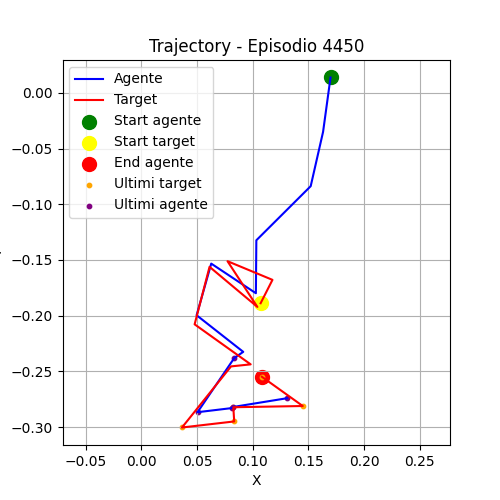 Trajectory - Episodio 4450
Agente
Target
Start agente
Start target
End agente
Ultimi target
Ultimi agente
0.00
−0.05
−0.10
−0.15
−0.20
−0.25
−0.30
−0.05
0.00
0.05
0.10
0.15
0.20
0.25
X